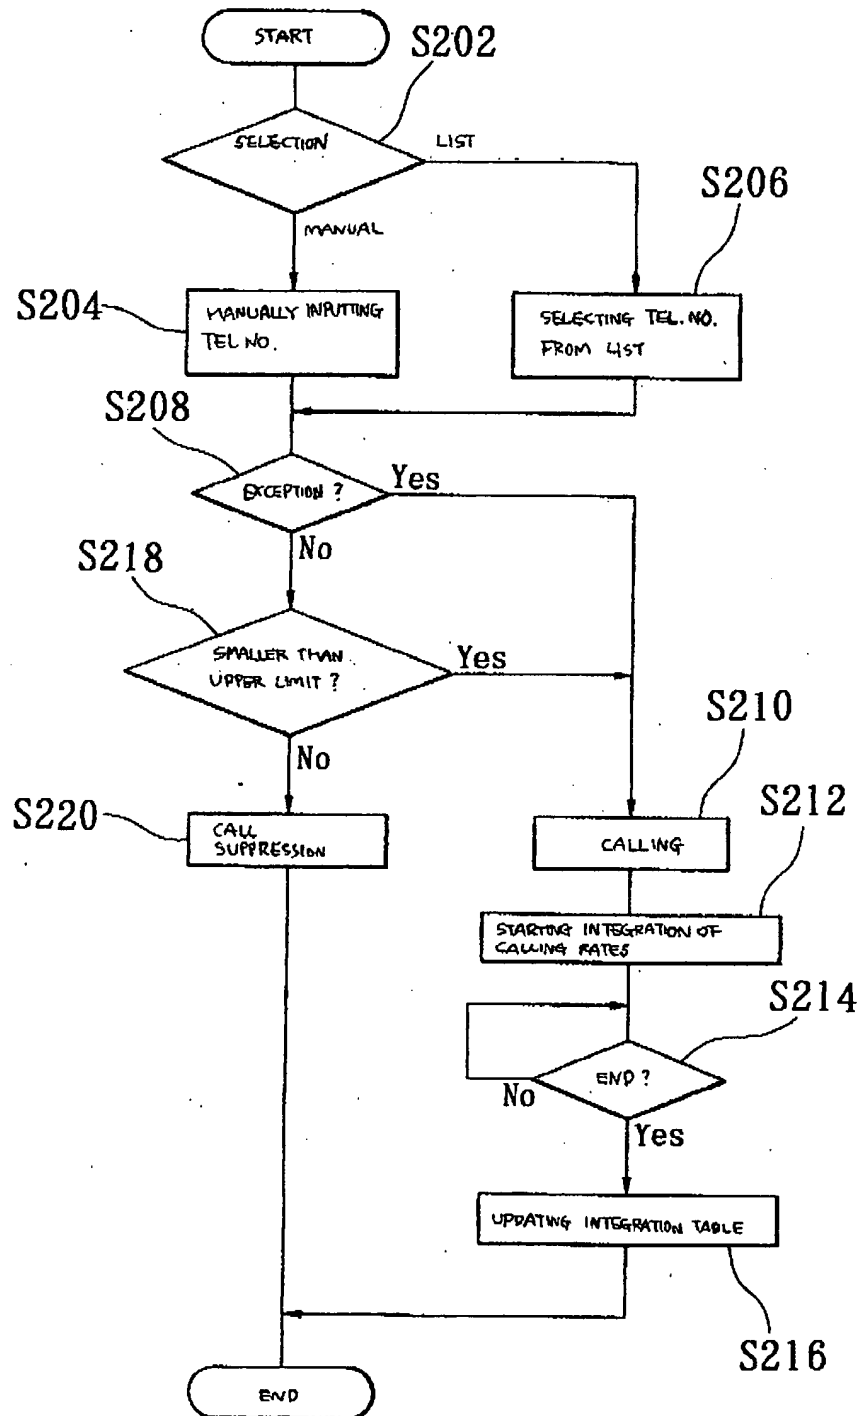 START
S202
SELECTION
LIST
MANUAL
S206
S204
MANUALLY INPUTTING
TEL NO.
SELECTING TEL. NO.
FROM LIST
S208
EXCEPTION ?
Yes
No
S218
SMALLER THAN
UPPER LIMIT ?
Yes
No
S210
S220
CALL
SUPPRESSION
S212
CALLING
STARTING INTEGRATION OF
CALLING RATES
S214
END ?
No
Yes
UPDATING INTEGRATION TABLE
S216
END